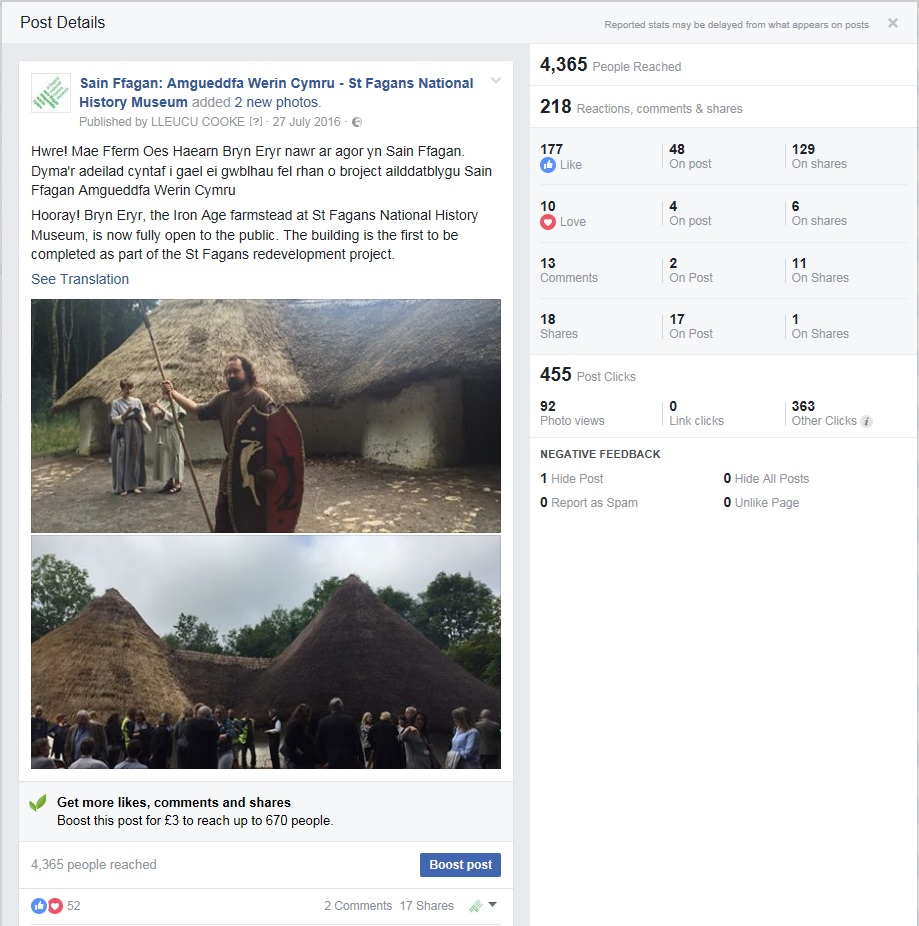 Post Details
Reported stats may be delayed from what appears on posts
Sain Ffagan: Amgueddfa Werin Cymru - St Fagans National
History Museum added 2 new photos.
Published by LLEUCU COOKE [?] · 27 July 2016 ·
Hwre! Mae Fferm Oes Haearn Bryn Eryr nawr ar agor yn Sain Ffagan.
Dyma'r adeilad cyntaf i gael ei gwblhau fel rhan o broject ailddatblygu Sain
Ffagan Amgueddfa Werin Cymru
Hooray! Bryn Eryr, the Iron Age farmstead at St Fagans National History
Museum, is now fully open to the public. The building is the first to be
completed as part of the St Fagans redevelopment project.
See Translation
Get more likes, comments and shares
Boost this post for £3 to reach up to 670 people.
4,365 people reached
Boost post
52
2 Comments 17 Shares
4,365 People Reached
218 Reactions, comments & shares
177 48 129
Like On post On shares
10 4 6
Love On post On shares
13 2 11
Comments On Post On Shares
18 17 1
Shares On Post On Shares
455 Post Clicks
92 0 363
Photo views Link clicks Other Clicks i
NEGATIVE FEEDBACK
1 Hide Post 0 Hide All Posts
0 Report as Spam 0 Unlike Page